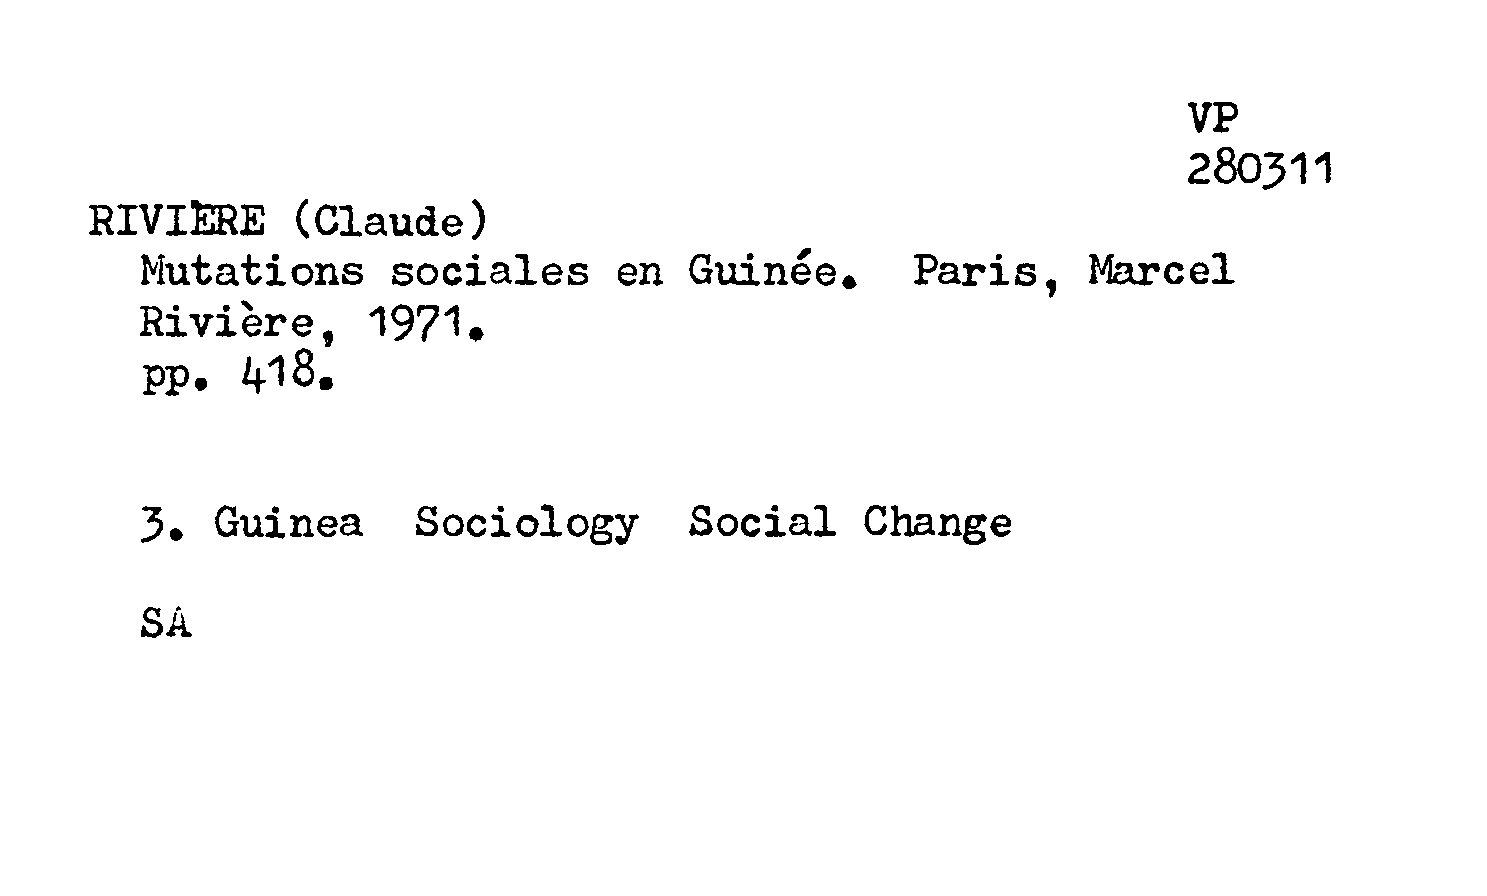 VP
280311
RIVIÈRE (Claude)
Mutations sociales en Guinée. Paris, Marcel
Rivière, 1971.
pp. 418.
3. Guinea Sociology Social Change
SA